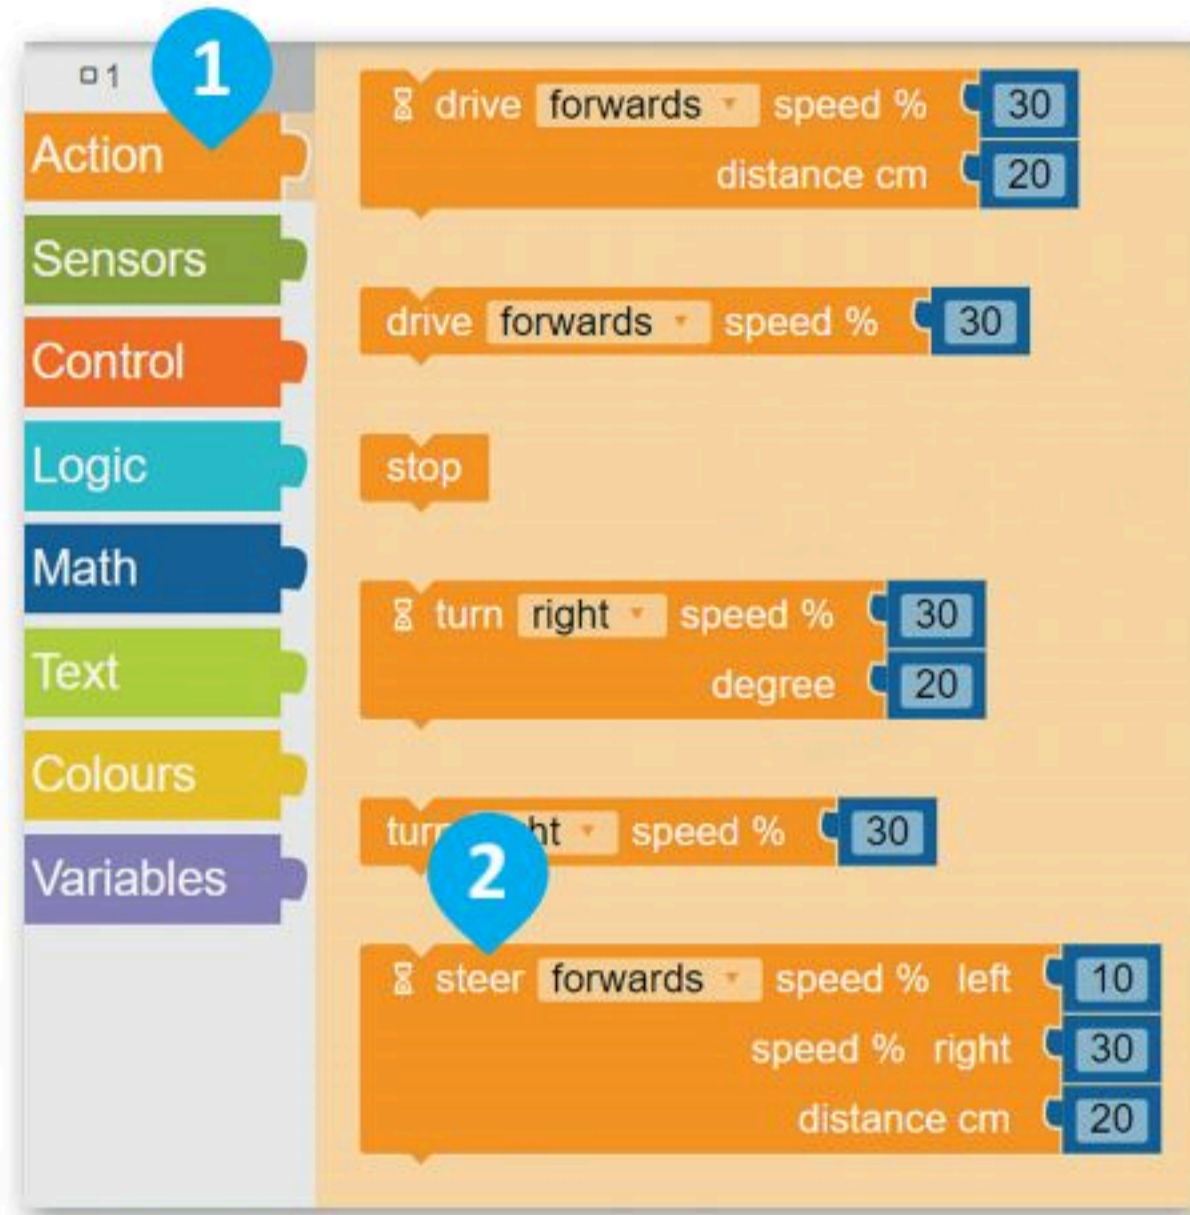 1
1
Action
Sensors
Control
Logic
Math
Text
Colours
Variables
drive forwards speed % 30
distance cm 20
drive forwards speed % 30
stop
turn right speed % 30
degree 20
speed % 30
2
steer forwards speed % left 10
speed % right 30
distance cm 20